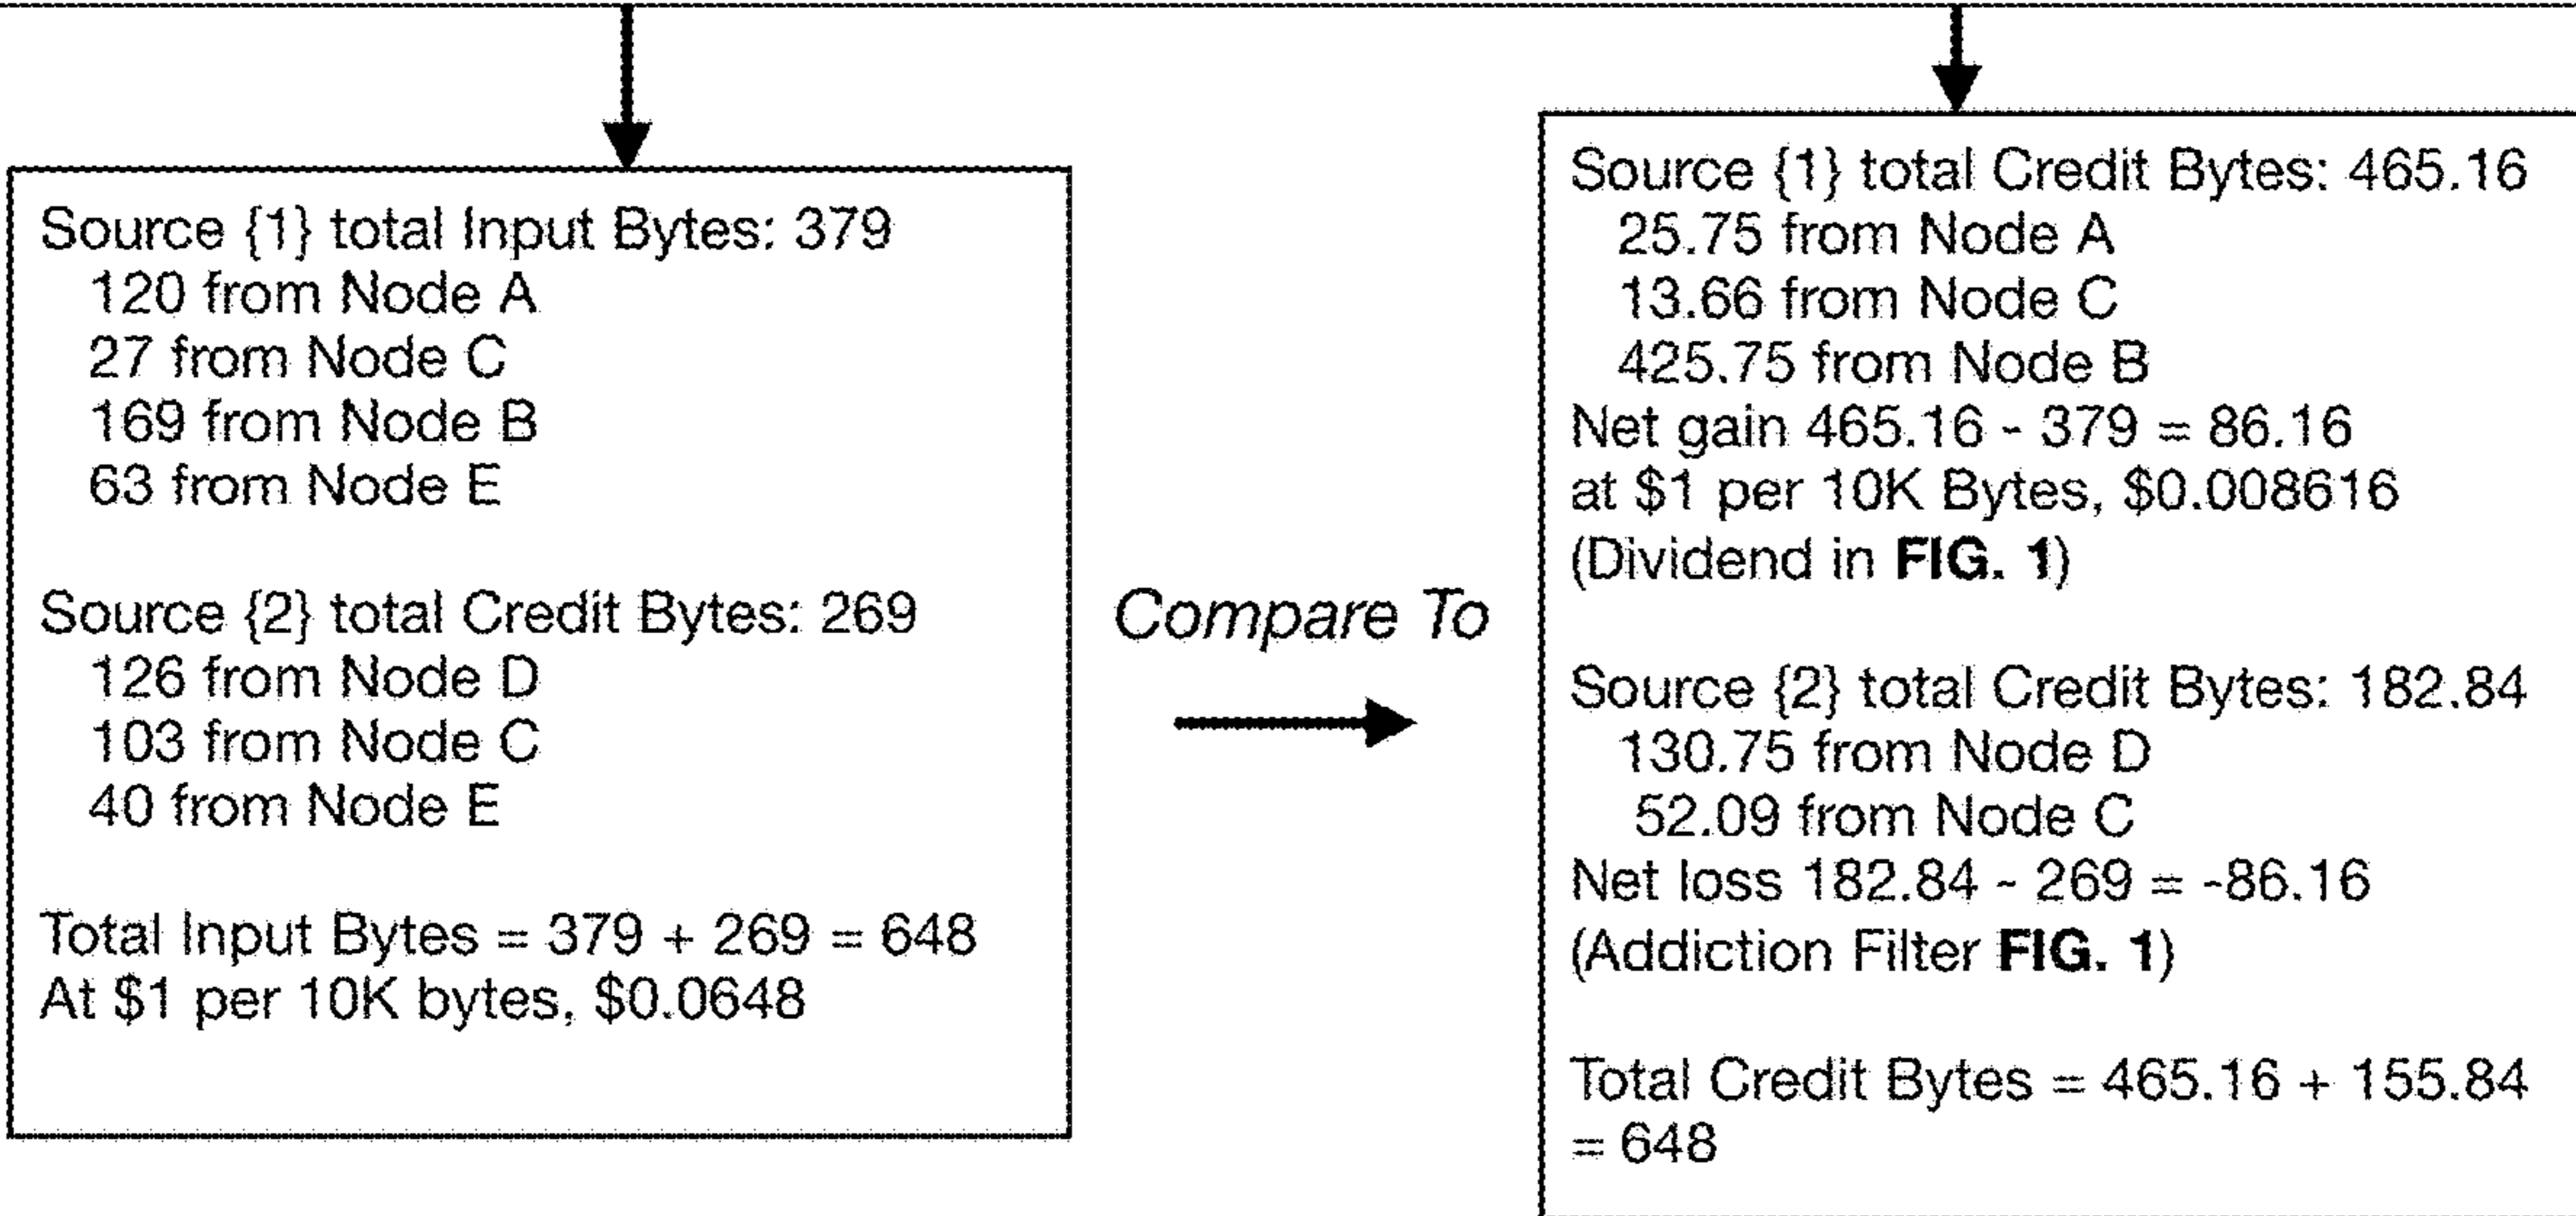 Source {1} total Input Bytes: 379
120 from Node A
27 from Node C
169 from Node B
63 from Node E
Source {2} total Credit Bytes: 269
126 from Node D
103 from Node C
40 from Node E
Total Input Bytes = 379 + 269 = 648
At $1 per 10K bytes, $0.0648
Compare To
Source {1} total Credit Bytes: 465.16
25.75 from Node A
13.66 from Node C
425.75 from Node B
Net gain 465.16 - 379 = 86.16
at $1 per 10K Bytes, $0.008616
(Dividend in FIG. 1)
Source {2} total Credit Bytes: 182.84
130.75 from Node D
52.09 from Node C
Net loss 182.84 - 269 = -86.16
(Addiction Filter FIG. 1)
Total Credit Bytes = 465.16 + 155.84
= 648